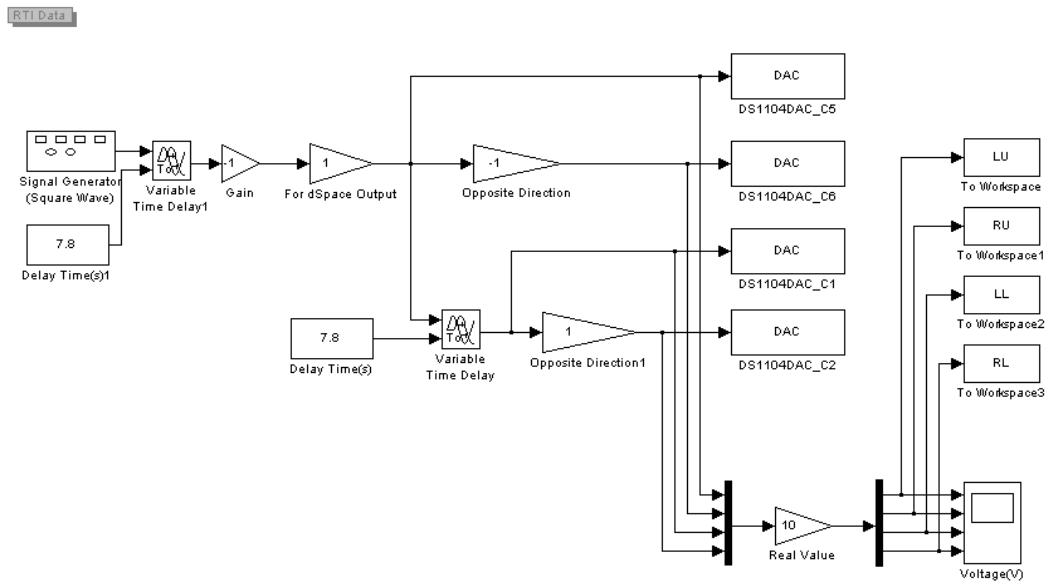 RTI Data
DAC
DS1104DAC_C5
Signal Generator
(Square Wave)
Variable
Time Delay1
-1
Gain
1
For dSpace Output
-1
Opposite Direction
DAC
DS1104DAC_C6
LU
To Workspace
7.8
Delay Time(s)1
DAC
DS1104DAC_C1
RU
To Workspace1
7.8
Delay Time(s)
Variable
Time Delay
1
Opposite Direction1
DAC
DS1104DAC_C2
LL
To Workspace2
RL
To Workspace3
10
Real Value
Voltage(V)